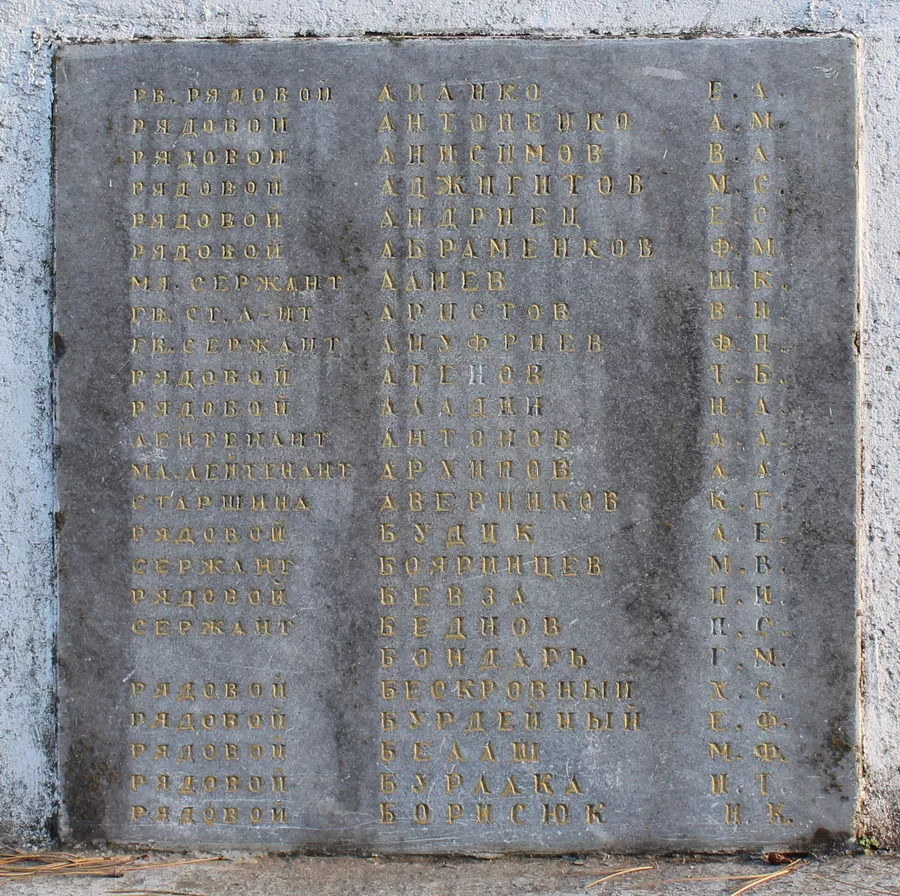 ГВ. РЯДОВОЙ АНАНКО Е. А.
РЯДОВОЙ АНТОНЕНКО А. М.
РЯДОВОЙ АНИСИМОВ В. А.
РЯДОВОЙ АДЖИГИТОВ М. С.
РЯДОВОЙ АНДРИЕЦ Е. С.
РЯДОВОЙ АБРАМЕНКОВ Ф. М
МЛ. СЕРЖАНТ АЛИЕВ Ш. К.
ГВ. СТ. Л-НТ АРИСТОВ В. И.
ГВ. СЕРЖАНТ АНУФРИЕВ Ф. П.
РЯДОВОЙ АТЕНОВ Т. Б.
РЯДОВОЙ АЛАДИН Н. А.
ЛЕЙТЕНАНТ АНТОНОВ А. А.
МЛ. ЛЕЙТЕНАНТ АРХИПОВ А. А
СТАРШИНА АВЕРНИКОВ К. Г.
РЯДОВОЙ БУДИК А. Е.
СЕРЖАНТ БОЯРИНЦЕВ М. В.
РЯДОВОЙ БЕВЗА И. И.
СЕРЖАНТ БЕДНОВ П. С.
БОНДАРЬ Г. М.
РЯДОВОЙ БЕСКРОВНЫЙ Х. С.
РЯДОВОЙ БУРДЕЙНЫЙ Е. Ф.
РЯДОВОЙ БЕЛАШ М. Ф.
РЯДОВОЙ БУРЛАКА И. Т
РЯДОВОЙ БОРИСЮК Н. К.